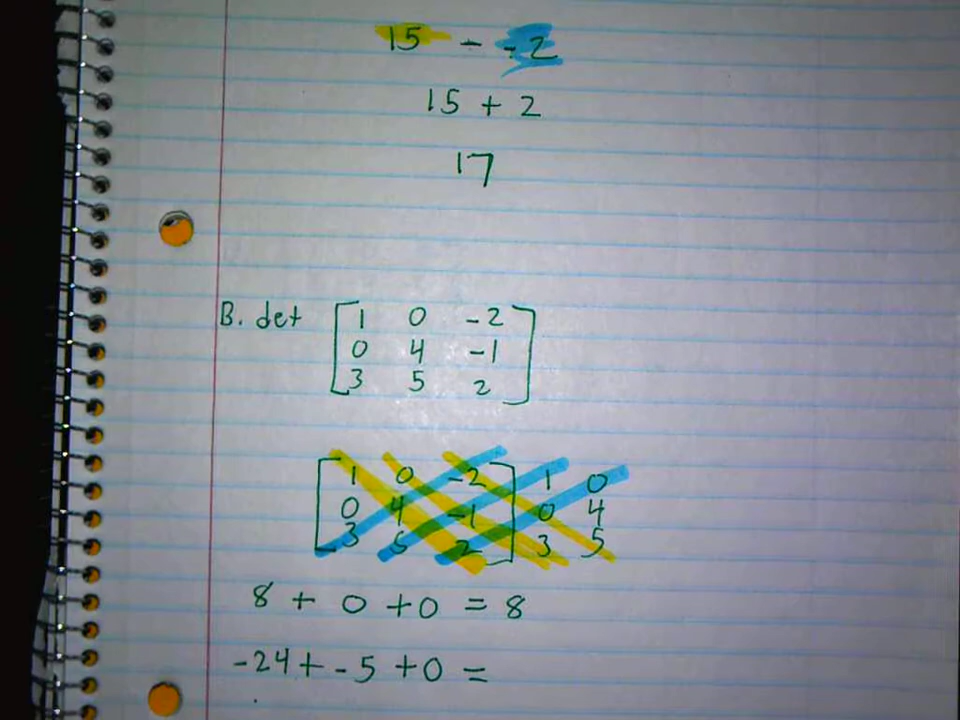 15 - -2
15 + 2
17
B. det [1 0 -2
0 4 -1
3 5 2]
[1 0 -2] 1 0
0 4 -1 0 4
3 5 2 3 5
8 + 0 +0 = 8
-24 + -5 +0 =